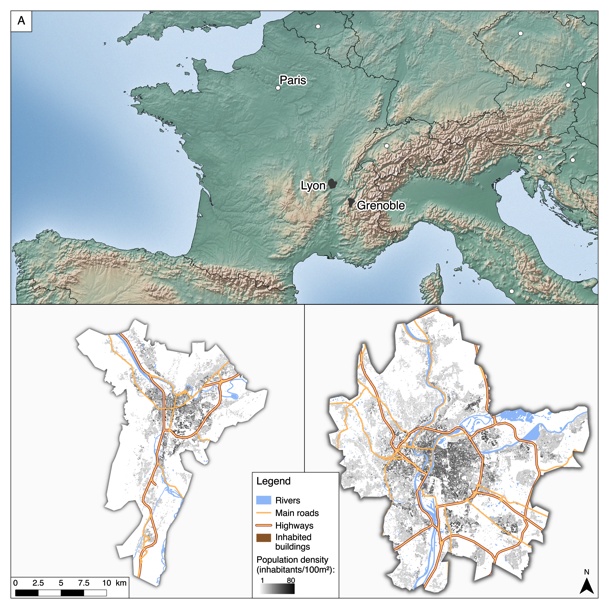 A
Paris
Lyon
Grenoble
Legend
Rivers
Main roads
Highways
Inhabited
buildings
Population density
(inhabitants/100m²):
1 80
0 2.5 5 7.5 10 km
N